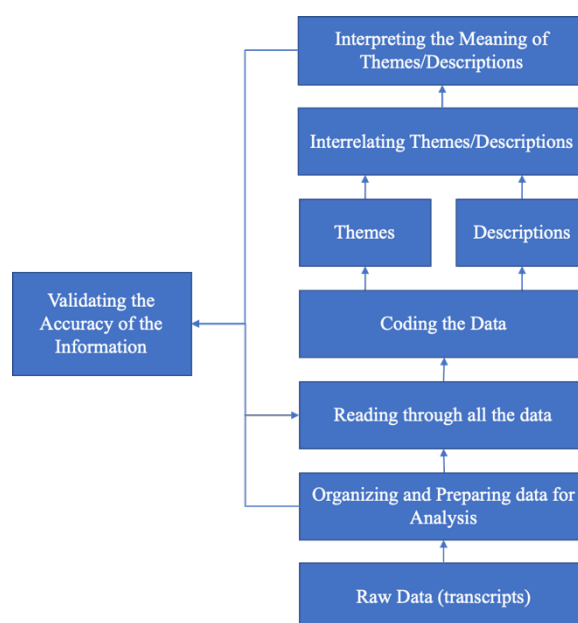 Interpreting the Meaning of
Themes/Descriptions
Interrelating Themes/Descriptions
Themes
Descriptions
Validating the
Accuracy of the
Information
Coding the Data
Reading through all the data
Organizing and Preparing data for
Analysis
Raw Data (transcripts)